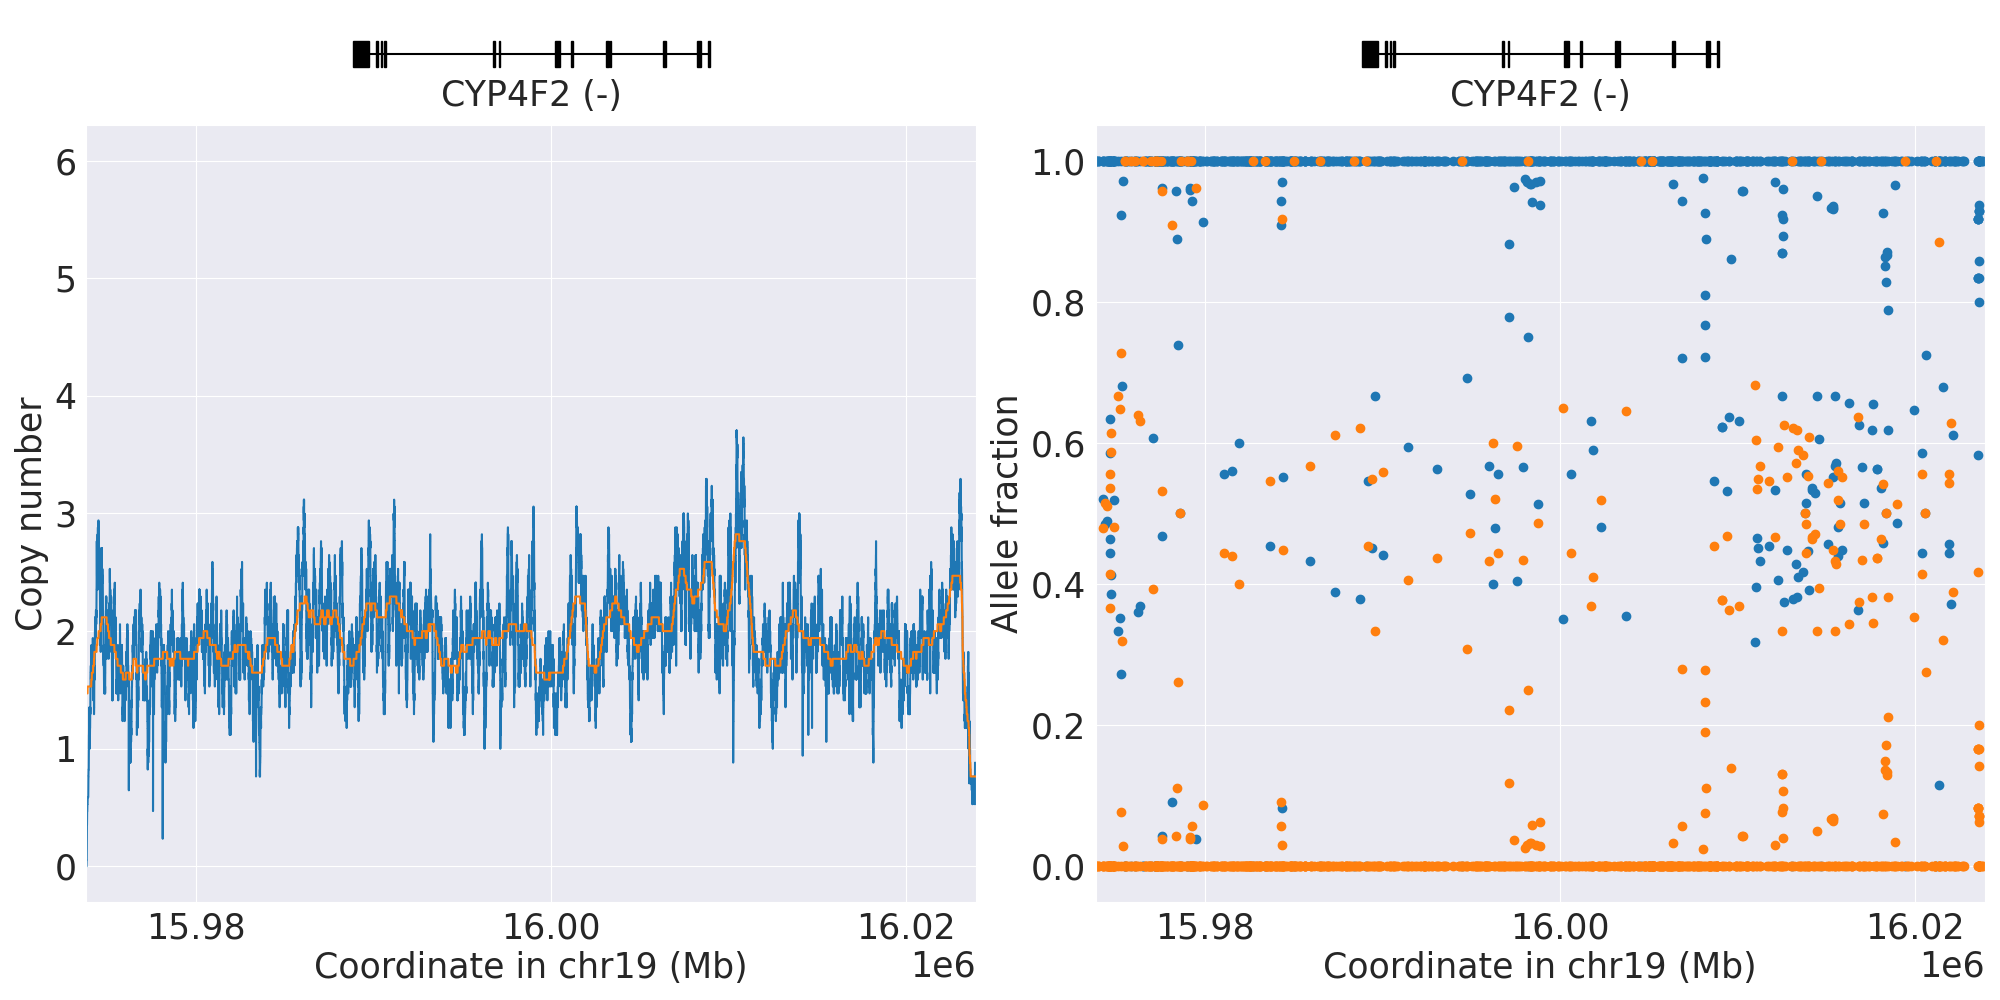 CYP4F2 (-)
Copy number
6
5
4
3
2
1
0
15.98
16.00
16.02
Coordinate in chr19 (Mb)
1e6
CYP4F2 (-)
Allele fraction
1.0
0.8
0.6
0.4
0.2
0.0
15.98
16.00
16.02
Coordinate in chr19 (Mb)
1e6